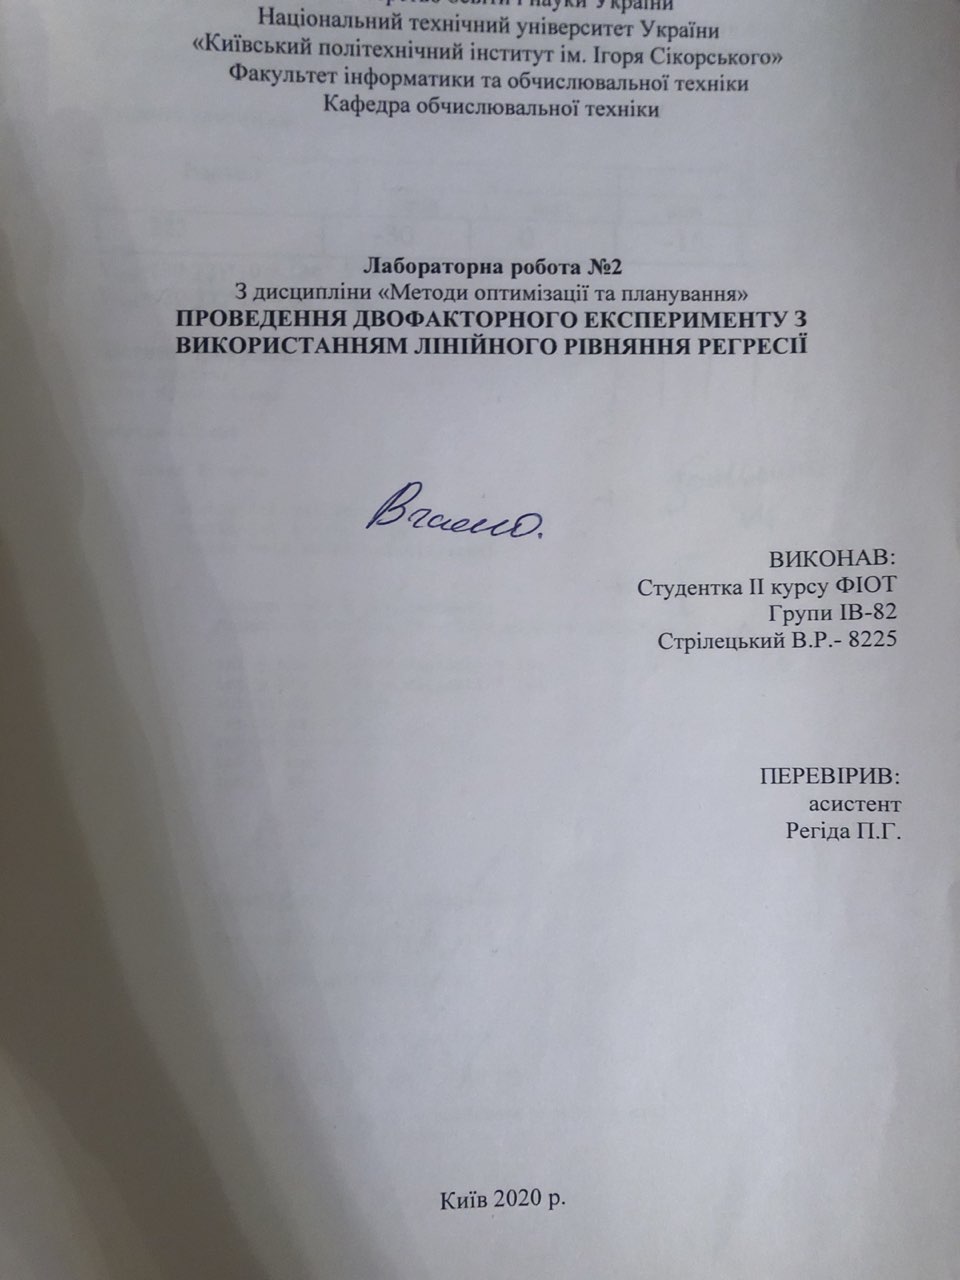 освіти і науки України
Національний технічний університет України
«Київський політехнічний інститут ім. Ігоря Сікорського»
Факультет інформатики та обчислювальної техніки
Кафедра обчислювальної техніки
Лабораторна робота №2
З дисципліни «Методи оптимізації та планування»
ПРОВЕДЕННЯ ДВОФАКТОРНОГО ЕКСПЕРИМЕНТУ З
ВИКОРИСТАННЯМ ЛІНІЙНОГО РІВНЯННЯ РЕГРЕСІЇ
Вчасно.
ВИКОНАВ:
Студентка ІІ курсу ФІОТ
Групи ІВ-82
Стрілецький В.Р.- 8225
ПЕРЕВІРИВ:
асистент
Регіда П.Г.
Київ 2020 р.